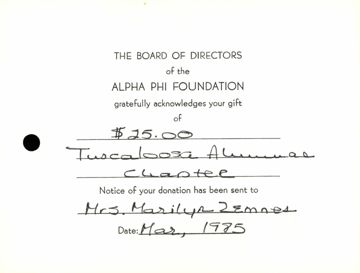 THE BOARD OF DIRECTORS
of the
ALPHA PHI FOUNDATION
gratefully acknowledges your gift
of
$25.00
Tuscaloosa Alumnae
Chapter
Notice of your donation has been sent to
Mrs. Marilyn
Date: Mar, 1985